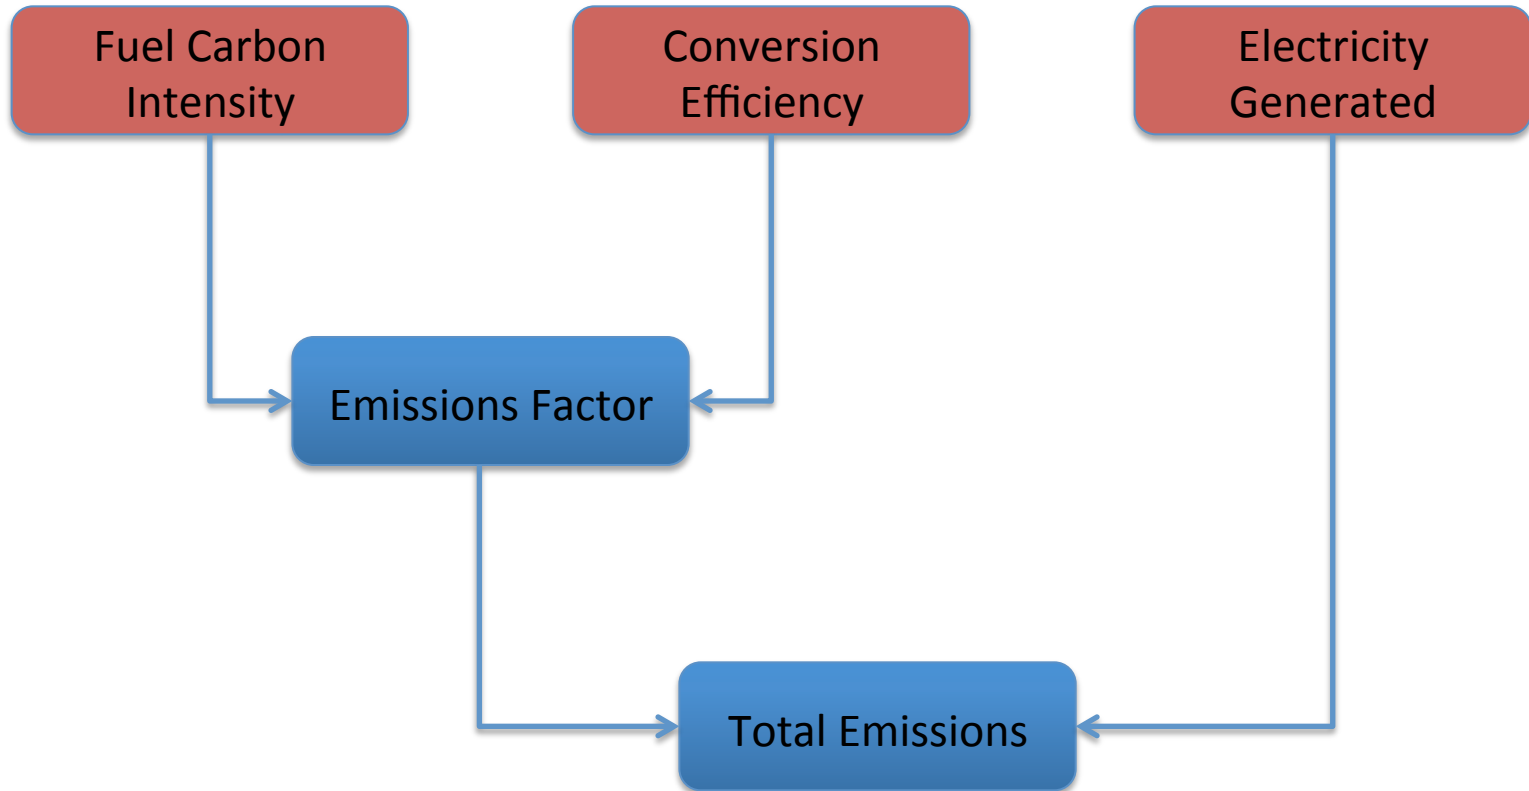 Fuel Carbon
Intensity
Conversion
Efficiency
Electricity
Generated
Emissions Factor
Total Emissions